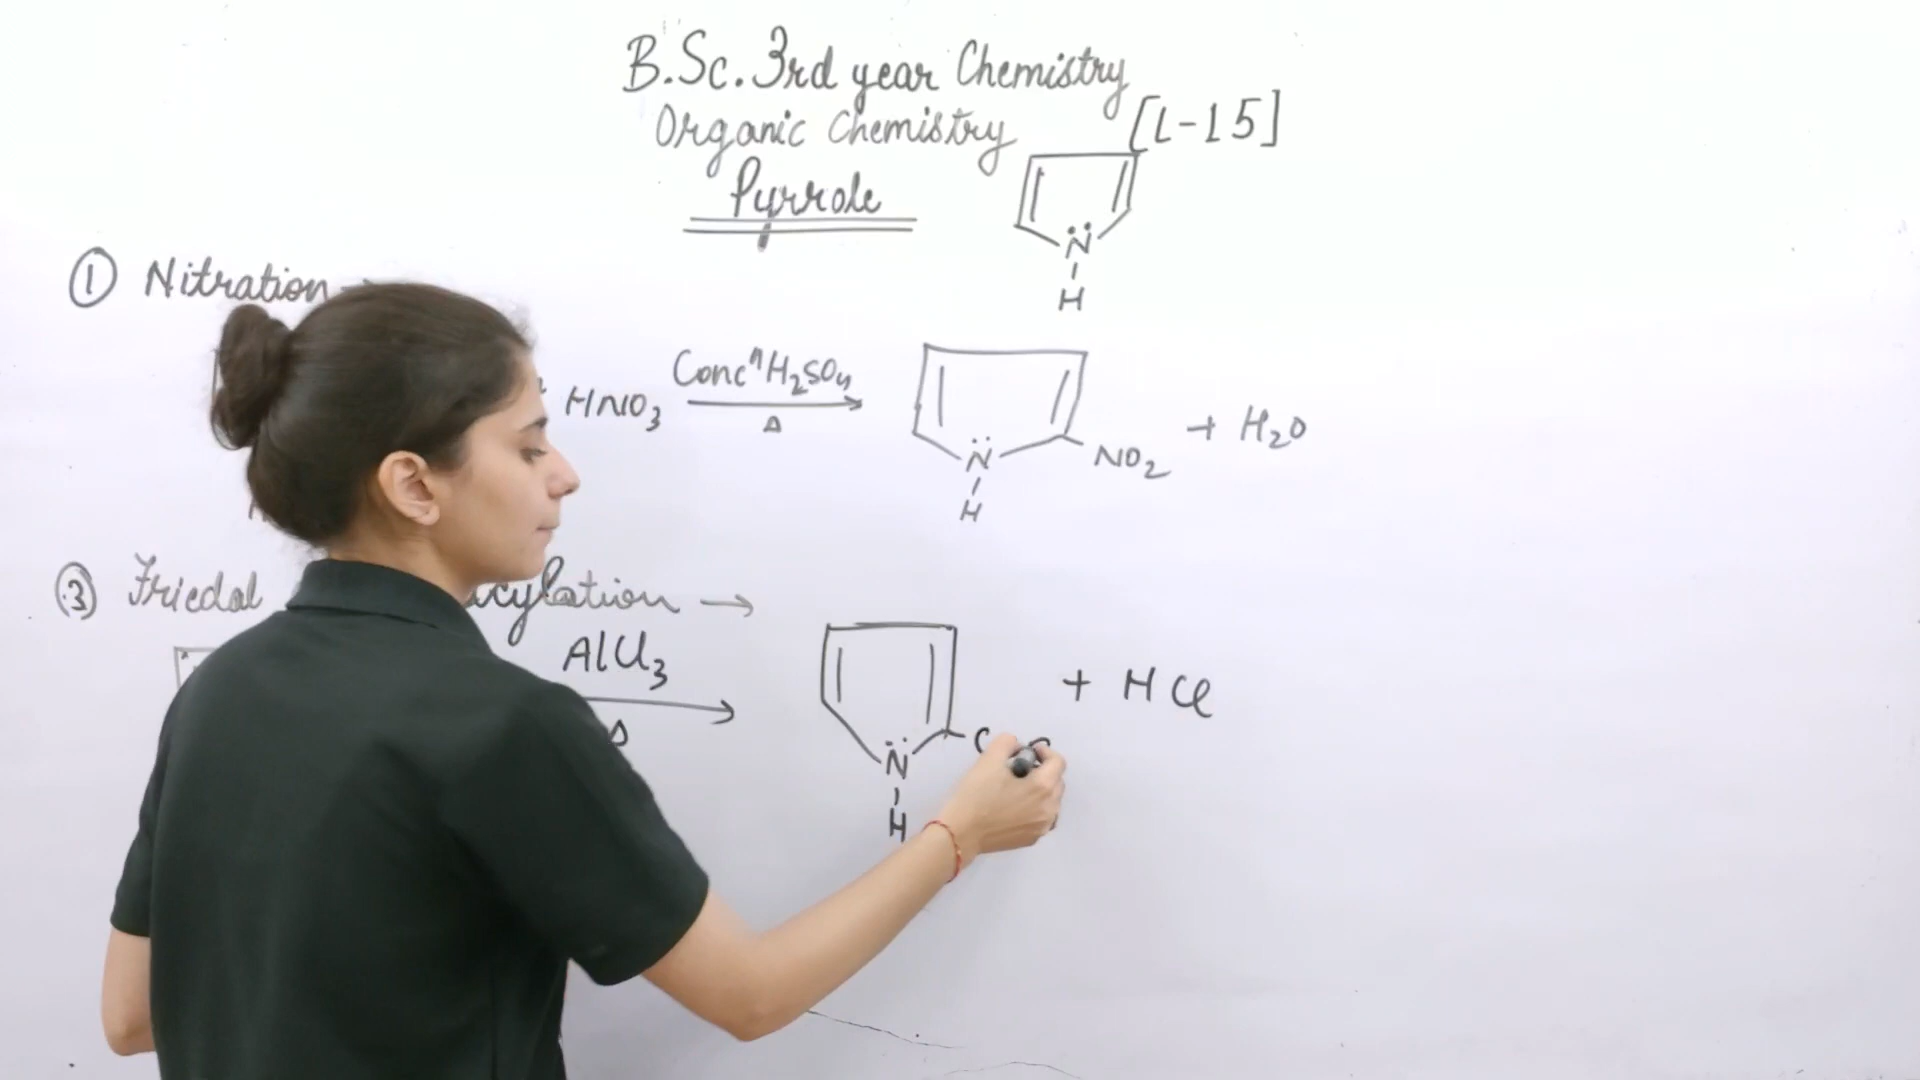 B.Sc. 3rd year Chemistry
Organic Chemistry [L-15]
Pyrrole
N
H
① Nitration
HNO3 Concⁿ H2SO4 Δ N H NO2 + H2O
③ Friedal acylation →
AlCl3 Δ N H C + HCl